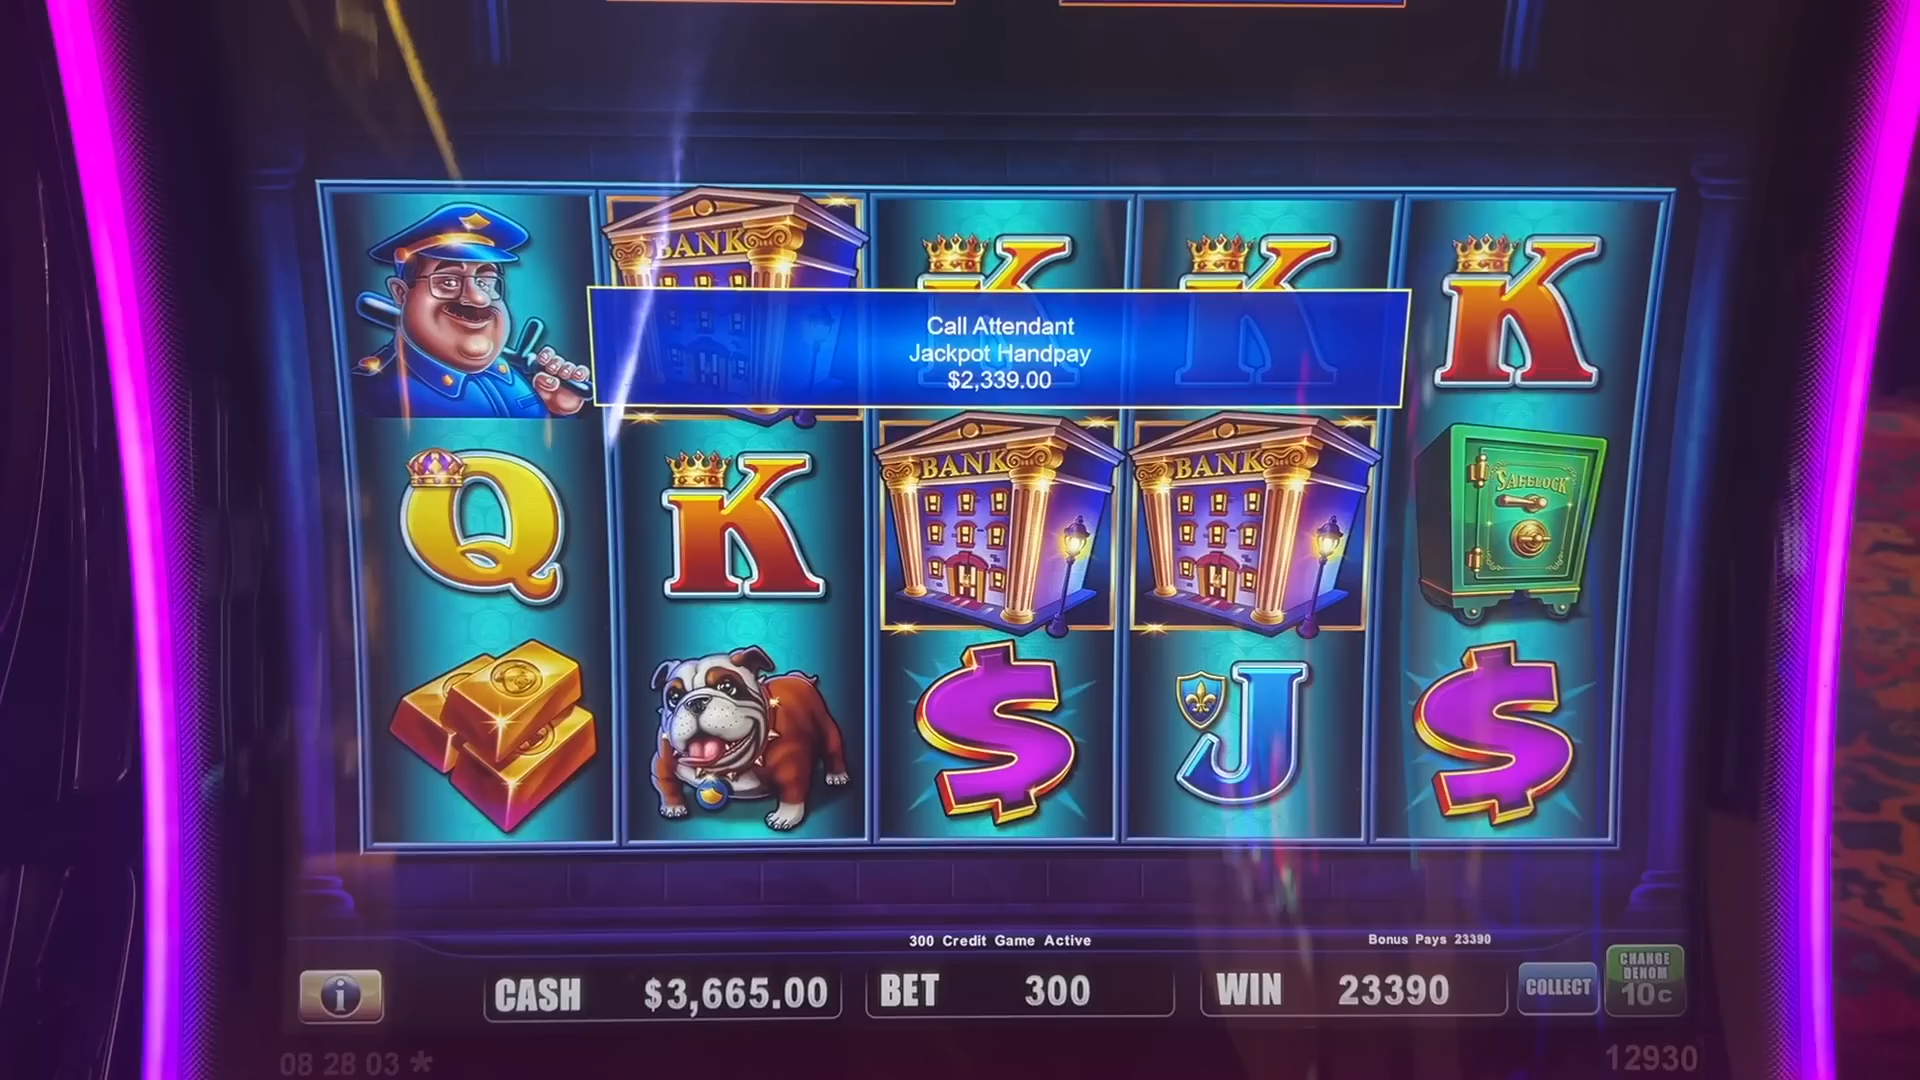 BANK
K
K
K
Call Attendant
Jackpot Handpay
$2,339.00
Q
K
BANK
BANK
SAFELOCK
$
J
$
300 Credit Game Active
Bonus Pays 23390
CASH $3,665.00
BET 300
WIN 23390
COLLECT
CHANGE
DENOM
10¢
i
08 28 03 *
12930